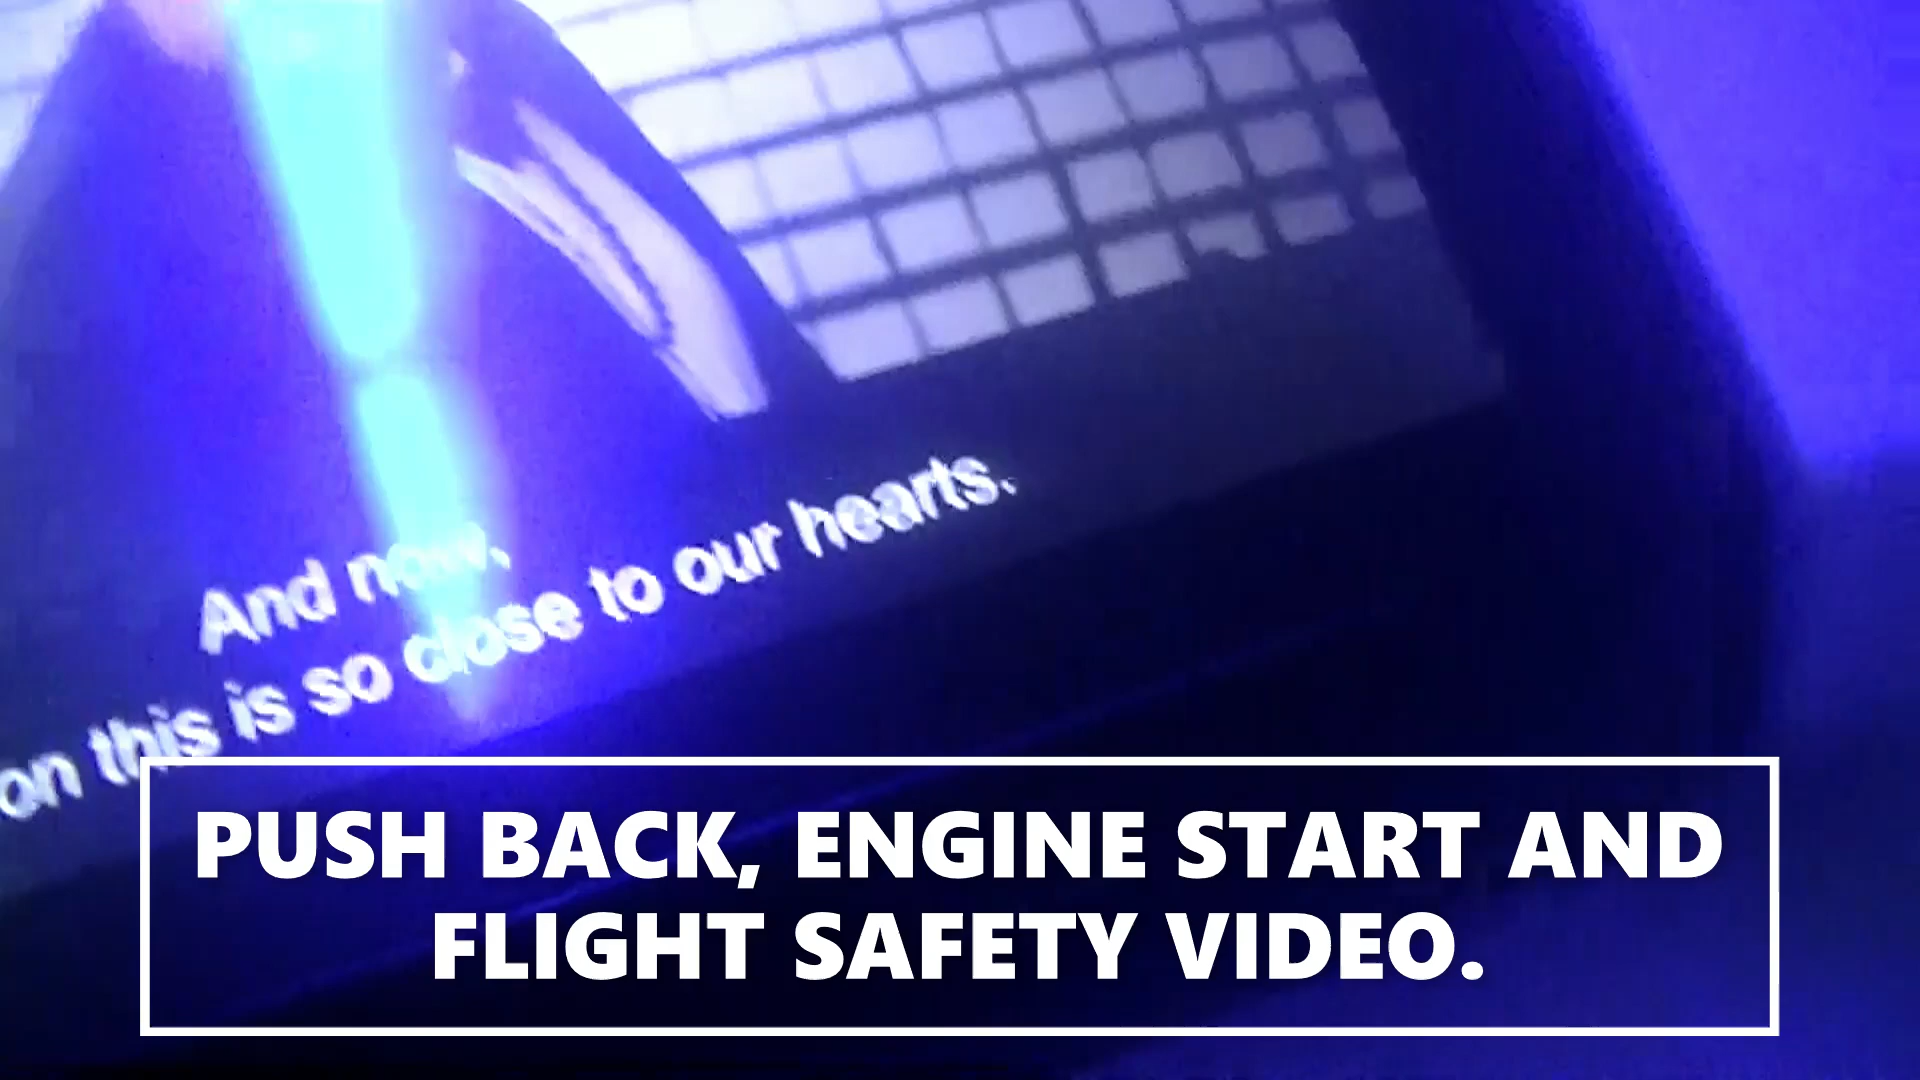 And now,
on this is so close to our hearts.
PUSH BACK, ENGINE START AND
FLIGHT SAFETY VIDEO.